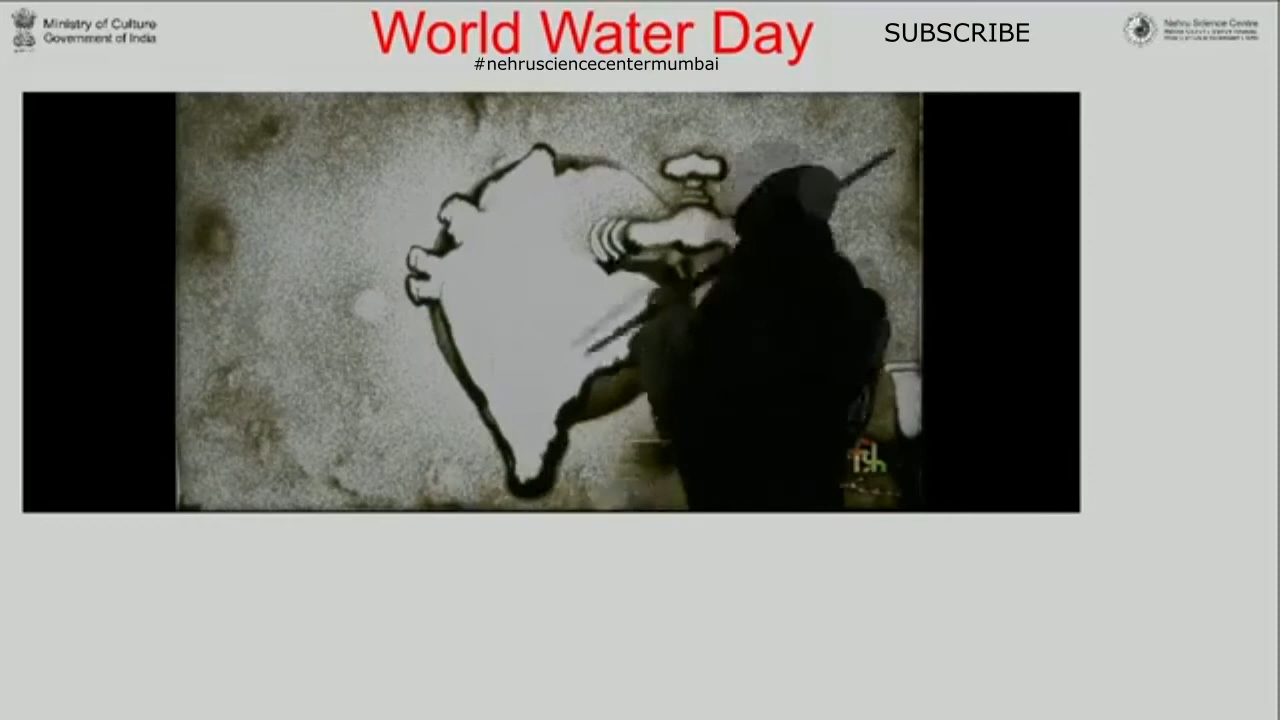 Ministry of Culture
Government of India
World Water Day
#nehrusciencecentermumbai
SUBSCRIBE
Nehru Science Centre